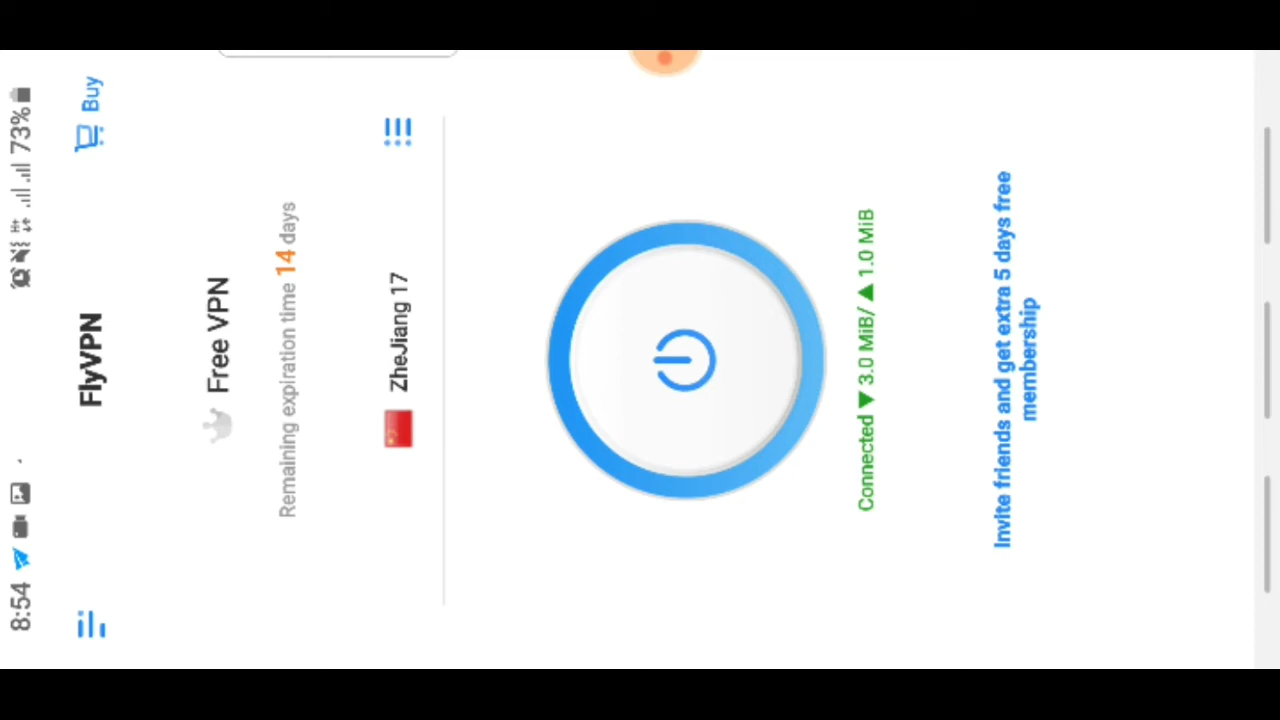 8:54 H+ 73%
FlyVPN Buy
Free VPN
Remaining expiration time 14 days
ZheJiang 17
Connected ▼ 3.0 MiB/ ▲ 1.0 MiB
Invite friends and get extra 5 days free
membership